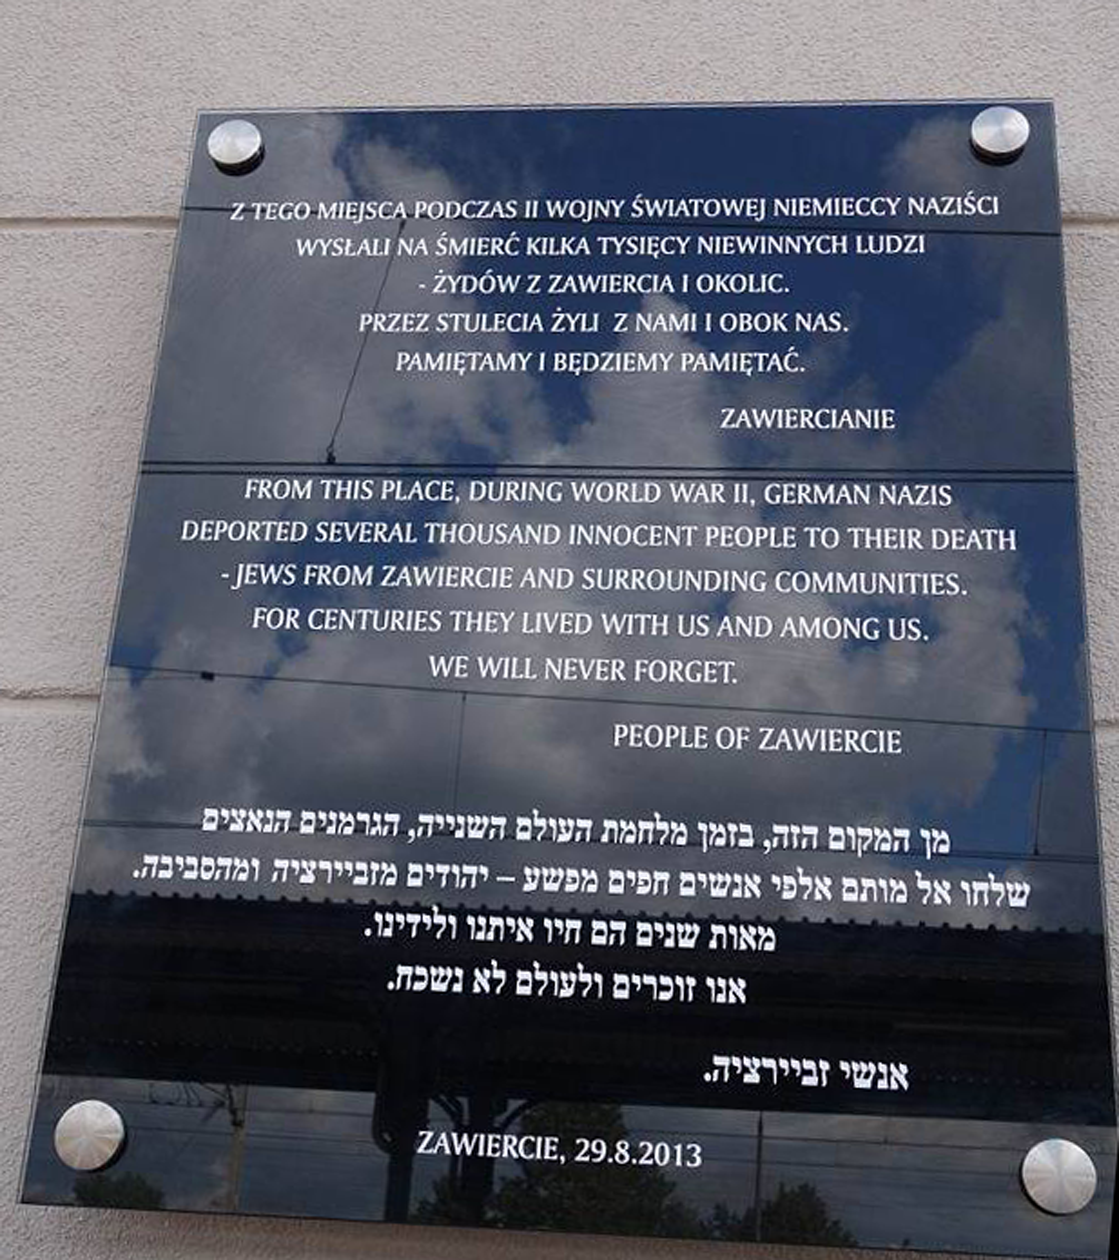 Z TEGO MIEJSCA PODCZAS II WOJNY ŚWIATOWEJ NIEMIECCY NAZIŚCI
WYSŁALI NA ŚMIERĆ KILKA TYSIĘCY NIEWINNYCH LUDZI
- ŻYDÓW Z ZAWIERCIA I OKOLIC.
PRZEZ STULECIA ŻYLI Z NAMI I OBOK NAS.
PAMIĘTAMY I BĘDZIEMY PAMIĘTAĆ.
ZAWIERCIANIE
FROM THIS PLACE, DURING WORLD WAR II, GERMAN NAZIS
DEPORTED SEVERAL THOUSAND INNOCENT PEOPLE TO THEIR DEATH
- JEWS FROM ZAWIERCIE AND SURROUNDING COMMUNITIES.
FOR CENTURIES THEY LIVED WITH US AND AMONG US.
WE WILL NEVER FORGET.
PEOPLE OF ZAWIERCIE
מן המקום הזה, בזמן מלחמת העולם השנייה, הגרמנים הנאצים
שלחו אל מותם אלפי אנשים חפים מפשע – יהודים מזביירציה ומהסביבה.
מאות שנים הם חיו איתנו ולידינו.
אנו זוכרים ולעולם לא נשכח.
אנשי זביירציה.
ZAWIERCIE, 29.8.2013